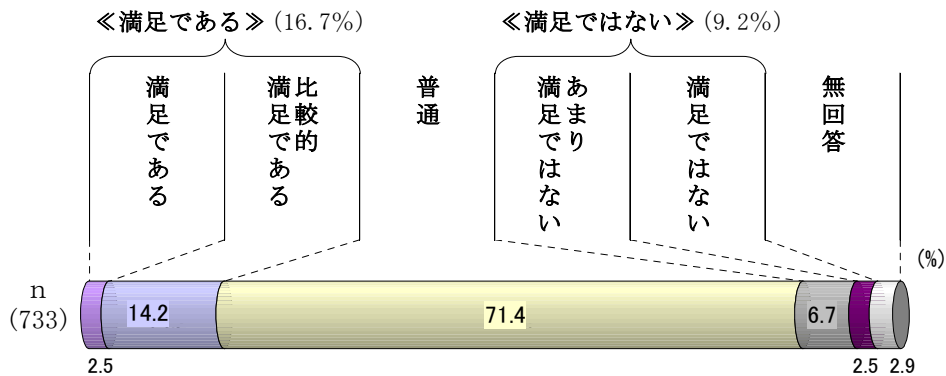 ≪満足である≫(16.7%)
≪満足ではない≫(9.2%)
満足である
比較的
満足である
普通
あまり
満足ではない
満足ではない
無回答
(%)
n
(733)
14.2
71.4
6.7
2.5
2.5
2.9